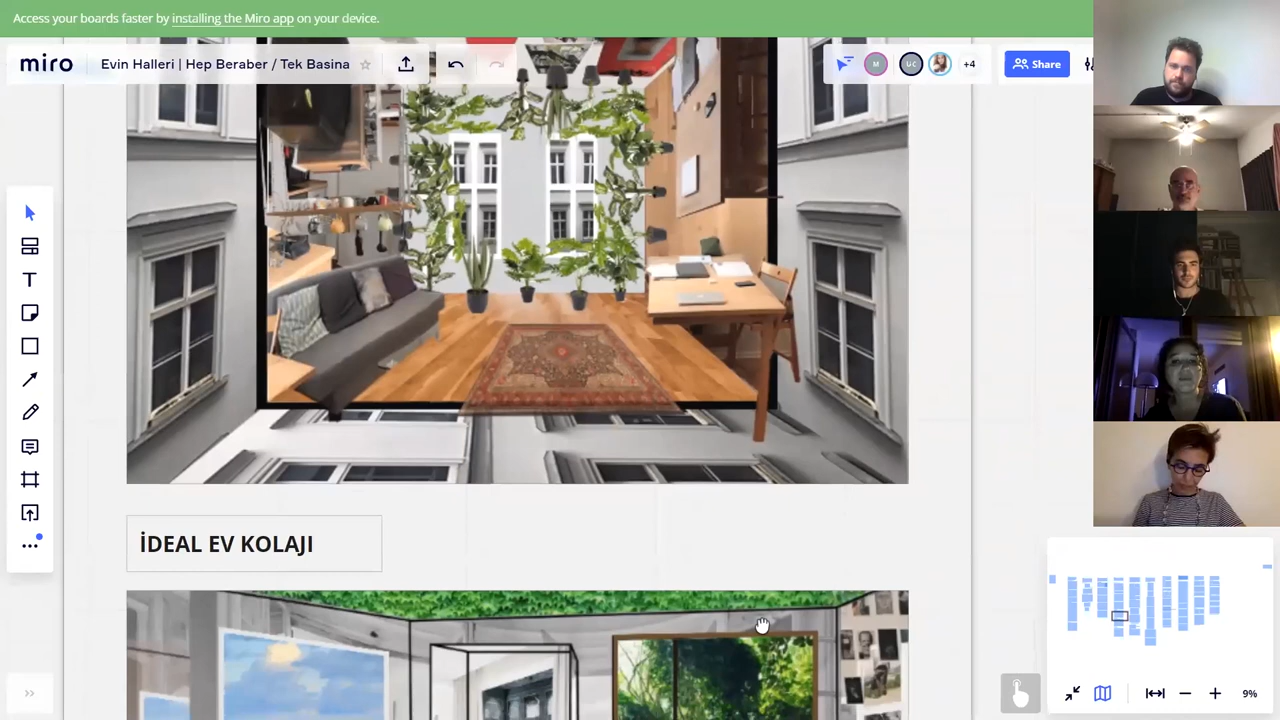 Access your boards faster by installing the Miro app on your device.
miro
Evin Halleri | Hep Beraber / Tek Basina
M
UC
+4
Share
T
İDEAL EV KOLAJI
9%